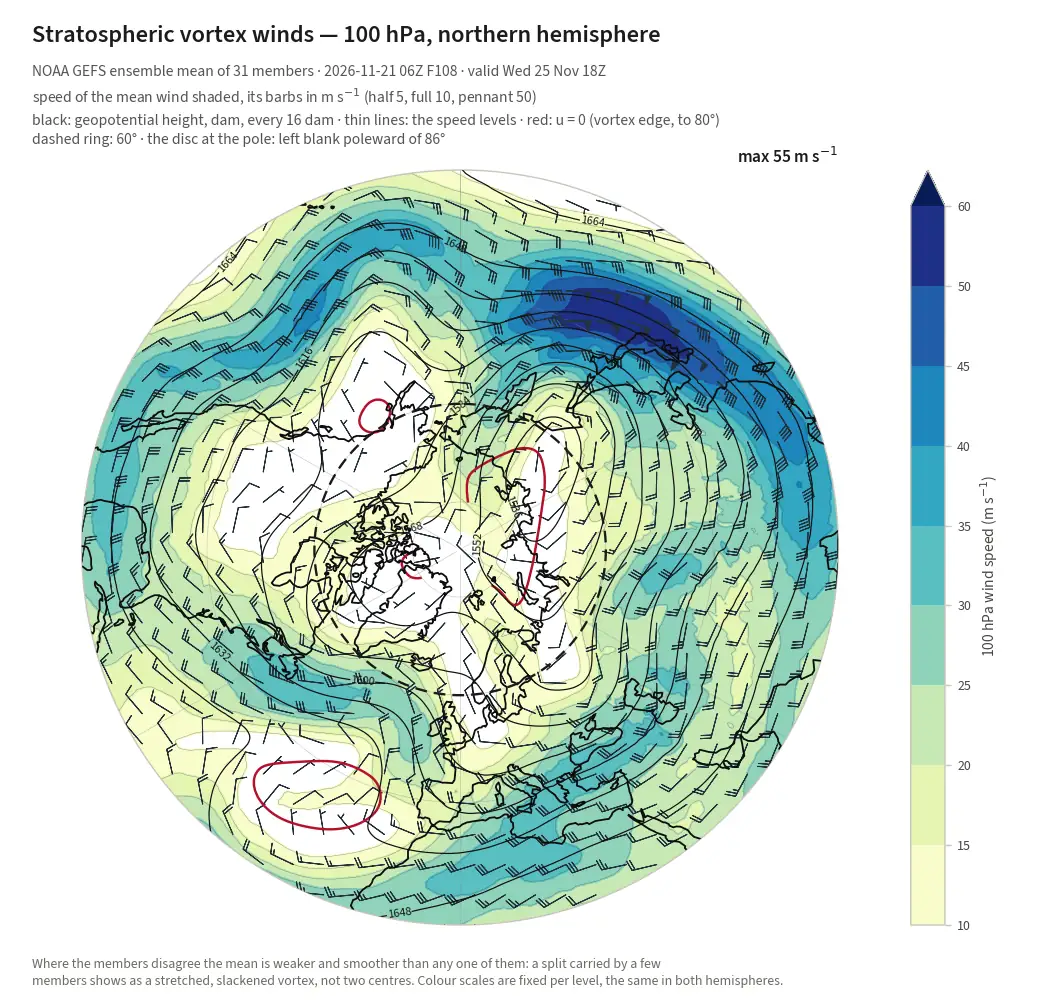 Stratospheric vortex winds — 100 hPa, northern hemisphere
NOAA GEFS ensemble mean of 31 members · 2026-11-21 06Z F108 · valid Wed 25 Nov 18Z
speed of the mean wind shaded, its barbs in m s⁻¹ (half 5, full 10, pennant 50)
black: geopotential height, dam, every 16 dam · thin lines: the speed levels · red: u = 0 (vortex edge, to 80°)
dashed ring: 60° · the disc at the pole: left blank poleward of 86°
max 55 m s⁻¹
1664
1664
1616
1552
1632
1600
1648
60
50
45
40
35
30
25
20
15
10
100 hPa wind speed (m s⁻¹)
Where the members disagree the mean is weaker and smoother than any one of them: a split carried by a few
members shows as a stretched, slackened vortex, not two centres. Colour scales are fixed per level, the same in both hemispheres.